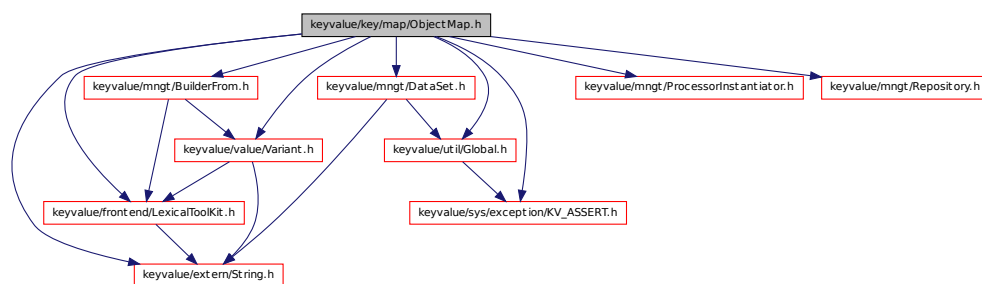 keyvalue/key/map/ObjectMap.h
keyvalue/mngt/BuilderFrom.h
keyvalue/mngt/DataSet.h
keyvalue/mngt/ProcessorInstantiator.h
keyvalue/mngt/Repository.h
keyvalue/value/Variant.h
keyvalue/util/Global.h
keyvalue/frontend/LexicalToolKit.h
keyvalue/sys/exception/KV_ASSERT.h
keyvalue/extern/String.h